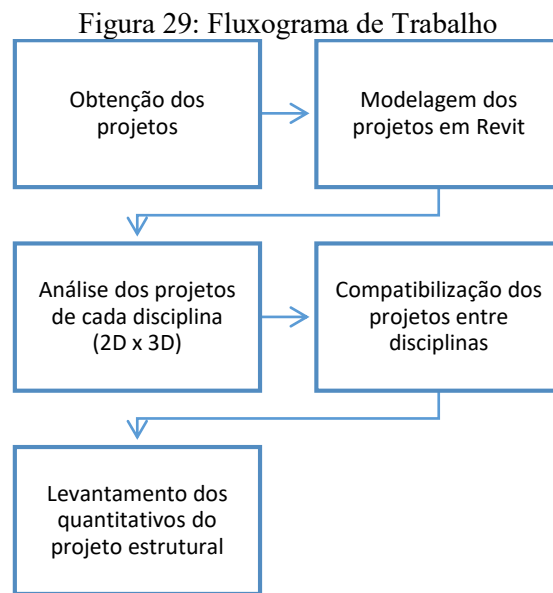 Figura 29: Fluxograma de Trabalho
Obtenção dos
projetos
Modelagem dos
projetos em Revit
Análise dos projetos
de cada disciplina
(2D x 3D)
Compatibilização dos
projetos entre
disciplinas
Levantamento dos
quantitativos do
projeto estrutural